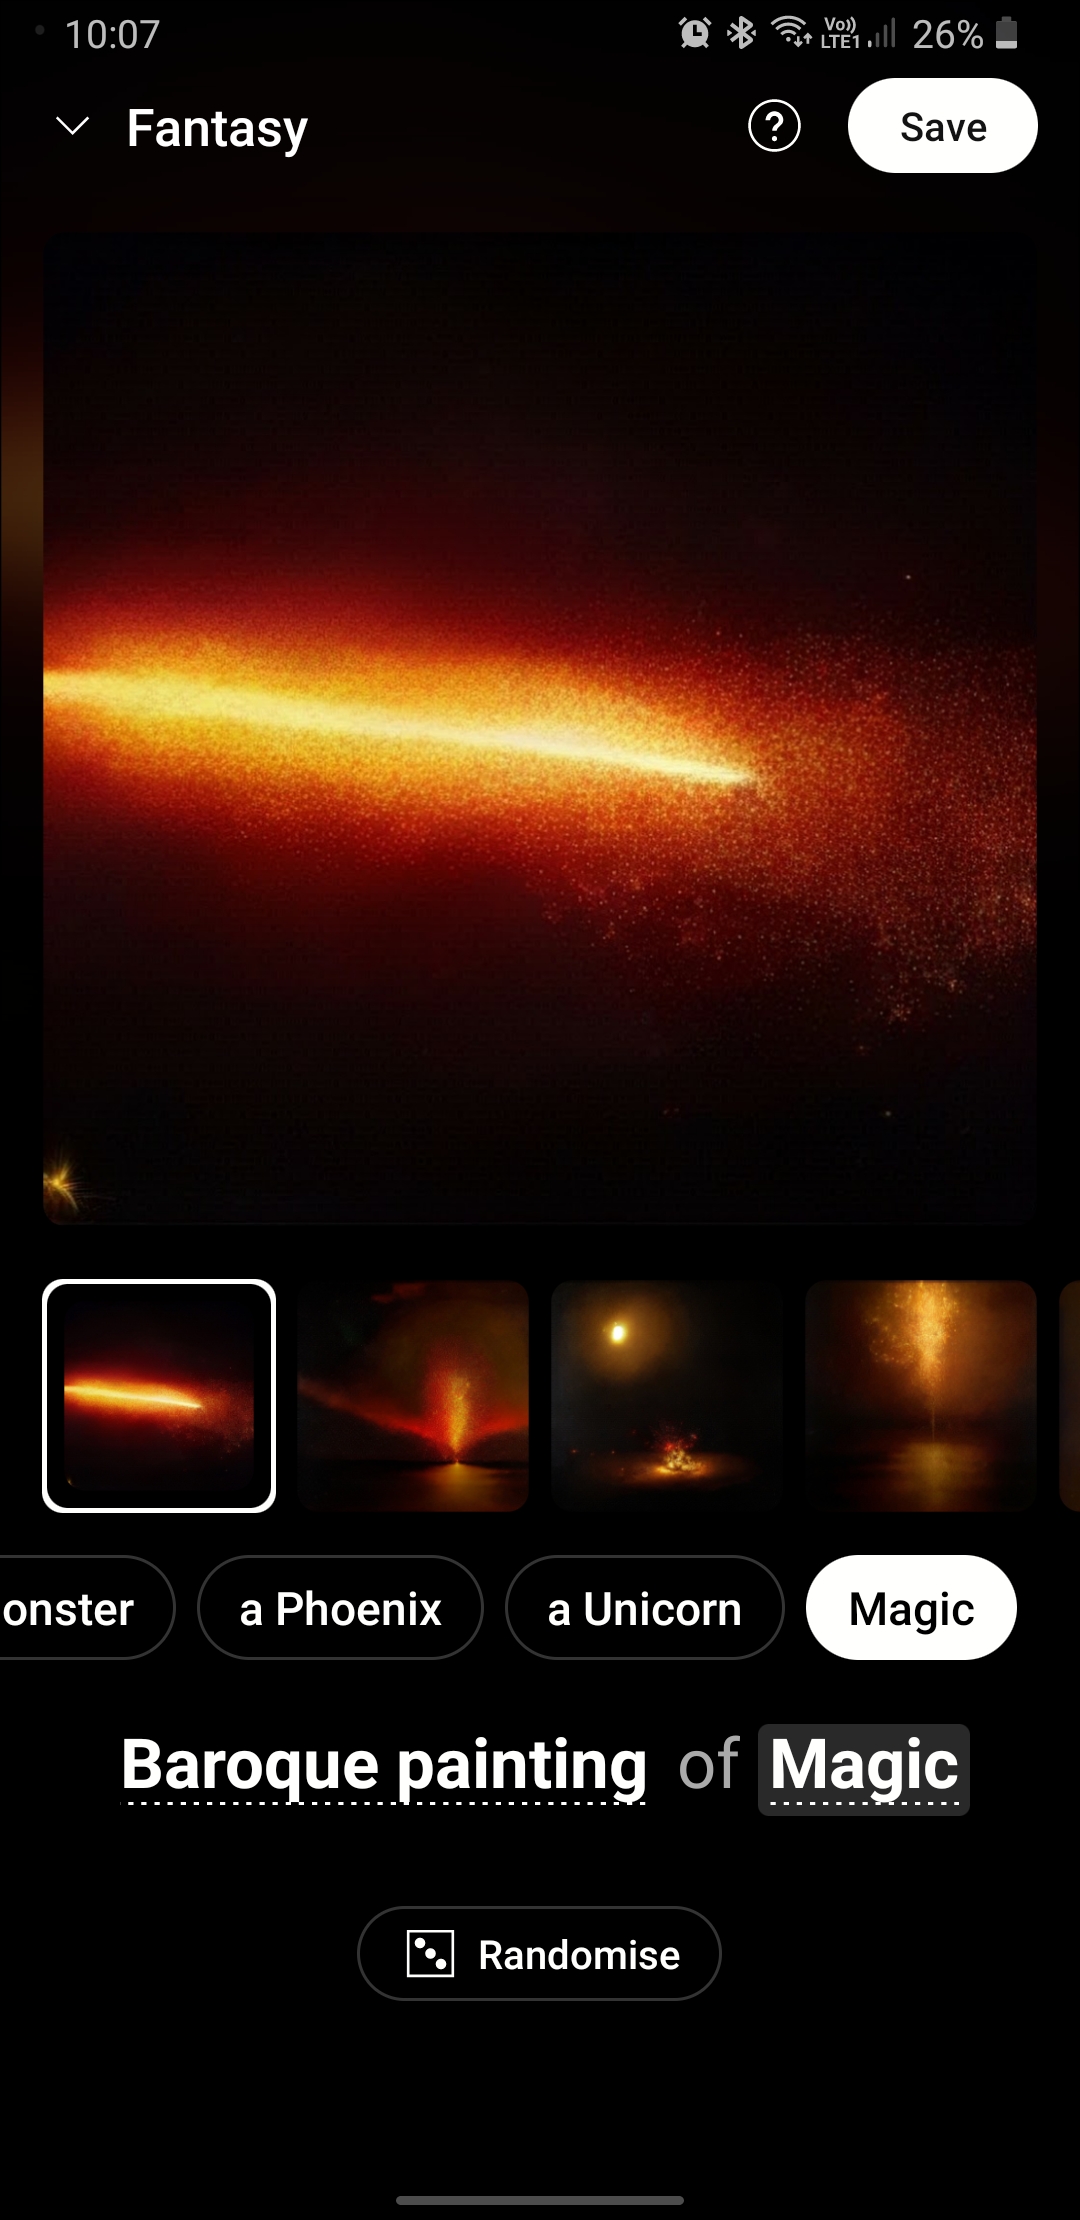 10:07 Vo)) LTE1 26%
Fantasy ? Save
onster a Phoenix a Unicorn Magic
Baroque painting of Magic
Randomise